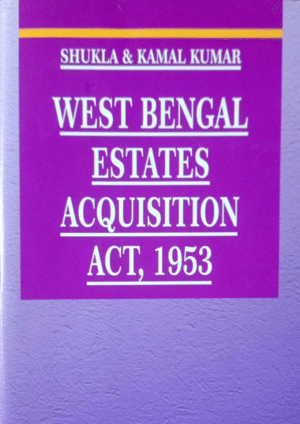 SHUKLA & KAMAL KUMAR
WEST BENGAL
ESTATES
ACQUISITION
ACT, 1953